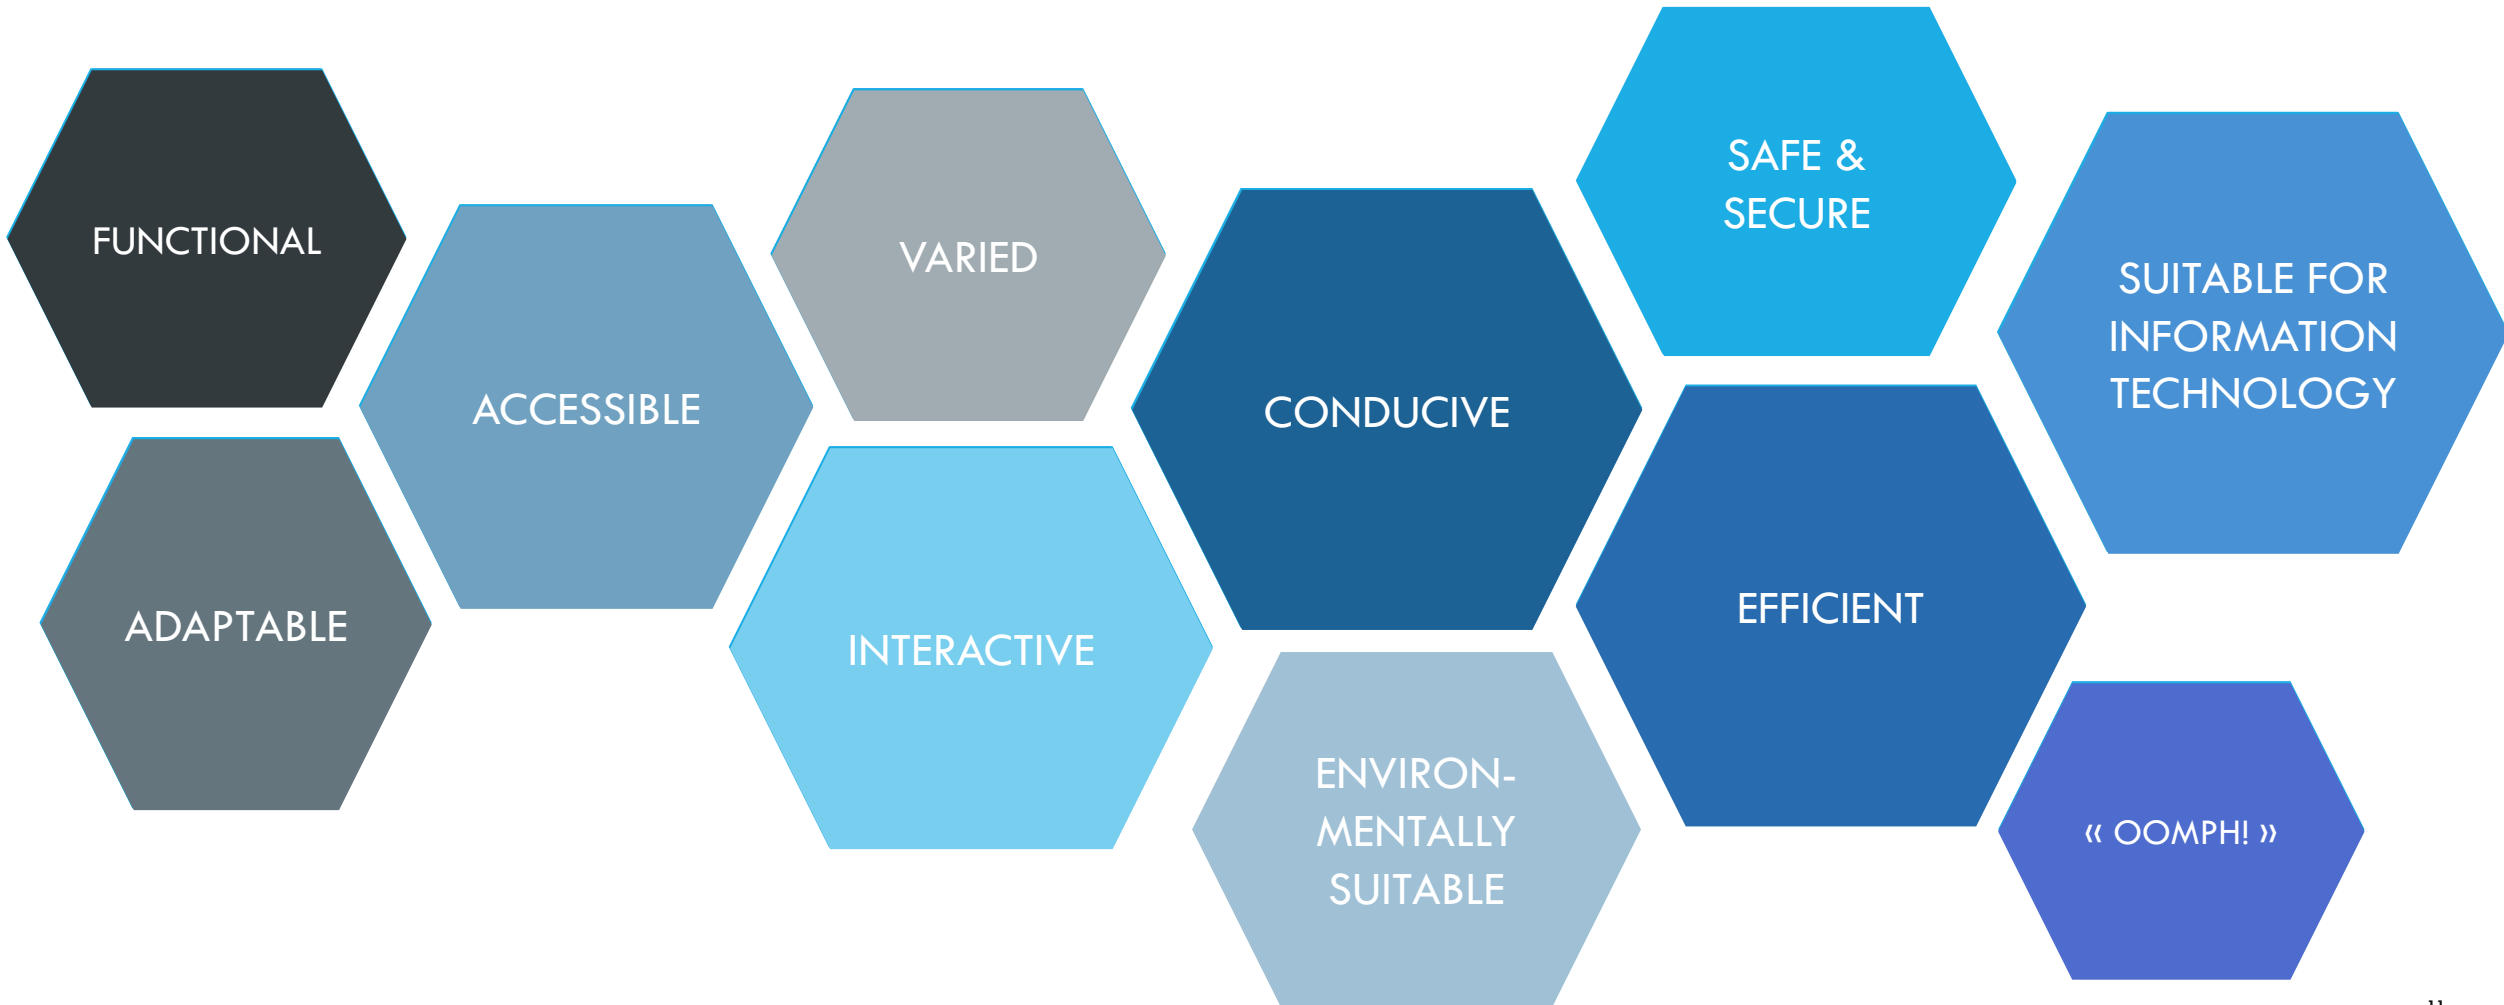 FUNCTIONAL
ADAPTABLE
ACCESSIBLE
VARIED
INTERACTIVE
CONDUCIVE
ENVIRON-
MENTALLY
SUITABLE
SAFE &
SECURE
EFFICIENT
SUITABLE FOR
INFORMATION
TECHNOLOGY
« OOMPH! »